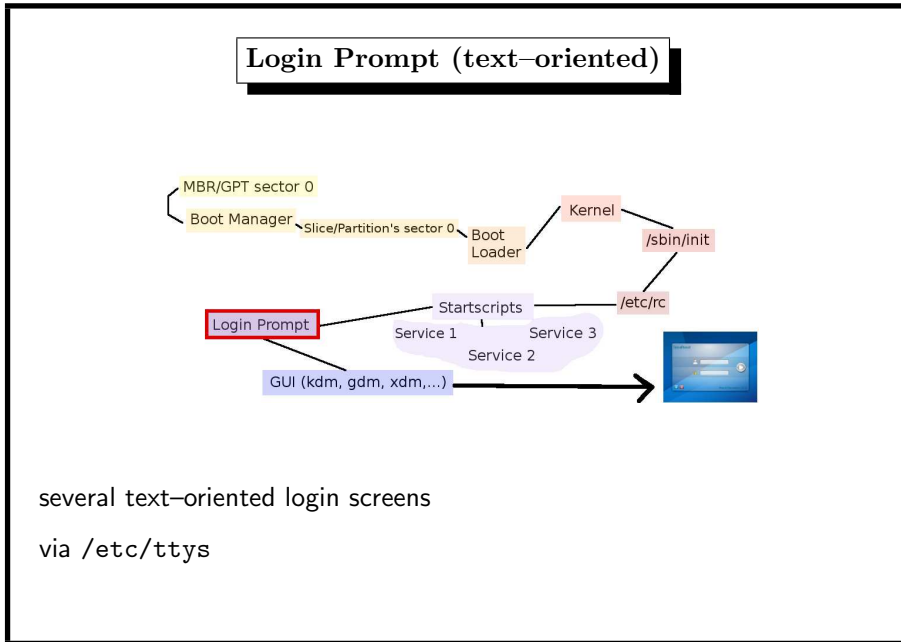 Login Prompt (text–oriented)
MBR/GPT sector 0
Boot Manager
Slice/Partition's sector 0
Boot
Loader
Kernel
/sbin/init
/etc/rc
Startscripts
Service 1
Service 2
Service 3
Login Prompt
GUI (kdm, gdm, xdm,...)
several text–oriented login screens
via /etc/ttys